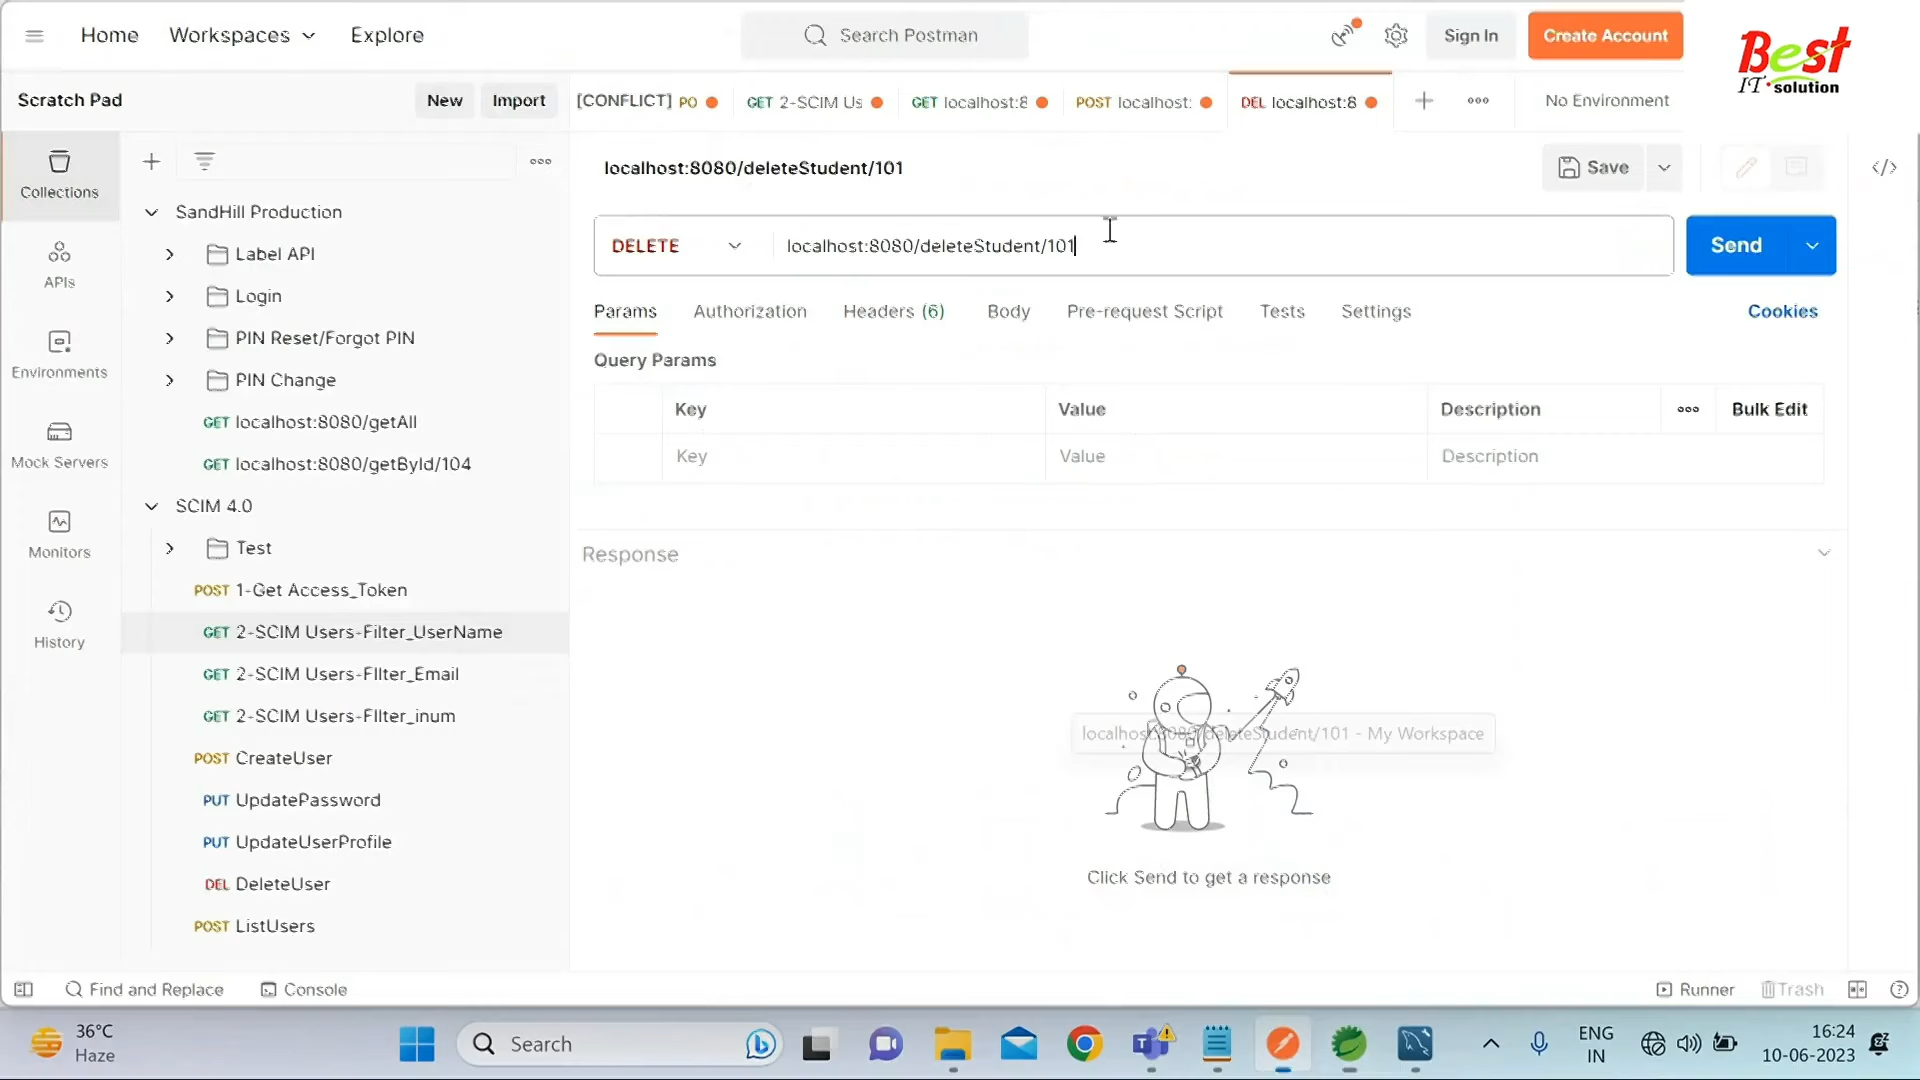 Home Workspaces Explore Search Postman Sign In Create Account
Best
IT solution
Scratch Pad New Import [CONFLICT] PO GET 2-SCIM Us GET localhost:8 POST localhost: DEL localhost:8 No Environment
Collections
APIs
Environments
Mock Servers
Monitors
History
SandHill Production
Label API
Login
PIN Reset/Forgot PIN
PIN Change
GET localhost:8080/getAll
GET localhost:8080/getById/104
SCIM 4.0
Test
POST 1-Get Access_Token
GET 2-SCIM Users-Filter_UserName
GET 2-SCIM Users-FIlter_Email
GET 2-SCIM Users-FIlter_inum
POST CreateUser
PUT UpdatePassword
PUT UpdateUserProfile
DEL DeleteUser
POST ListUsers
localhost:8080/deleteStudent/101 Save
DELETE localhost:8080/deleteStudent/101 Send
Params Authorization Headers (6) Body Pre-request Script Tests Settings Cookies
Query Params
Key Value Description Bulk Edit
Key Value Description
Response
localhost:8080/deleteStudent/101 - My Workspace
Click Send to get a response
Find and Replace Console Runner Trash
36°C
Haze
Search
ENG
IN
16:24
10-06-2023